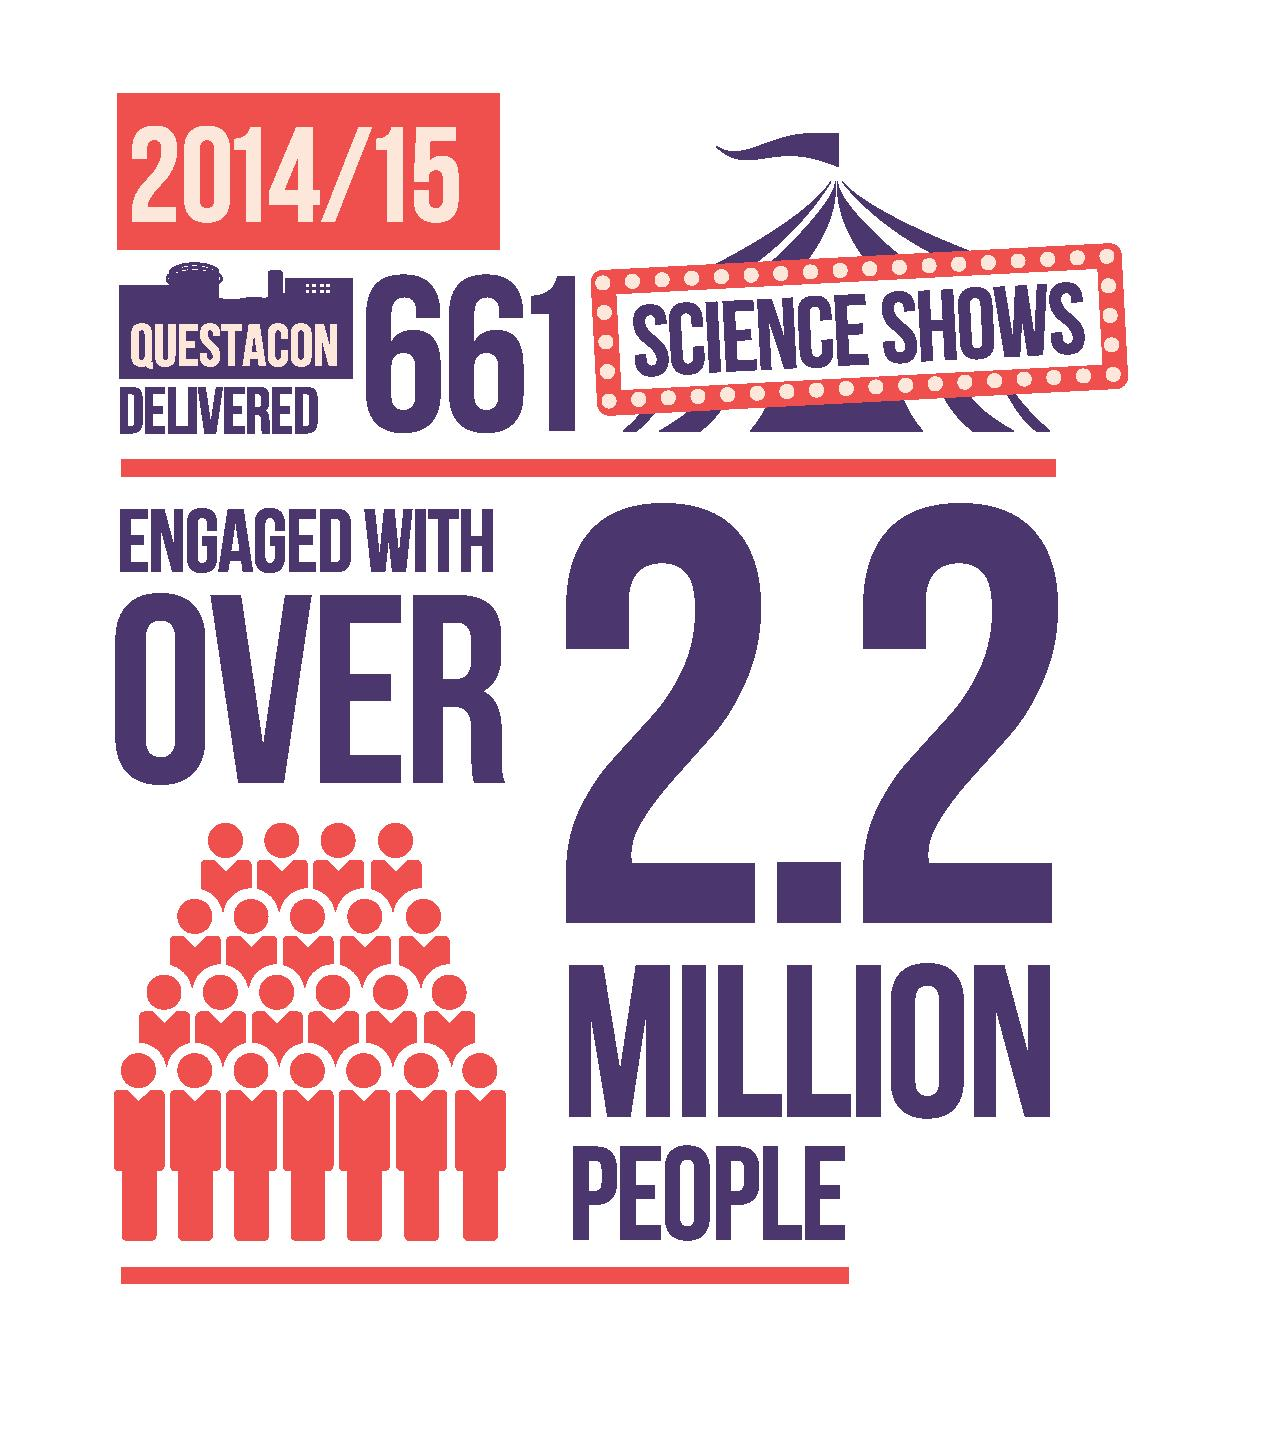 2014/15
QUESTACON
DELIVERED
661
SCIENCE SHOWS
ENGAGED WITH
OVER
2.2
MILLION
PEOPLE